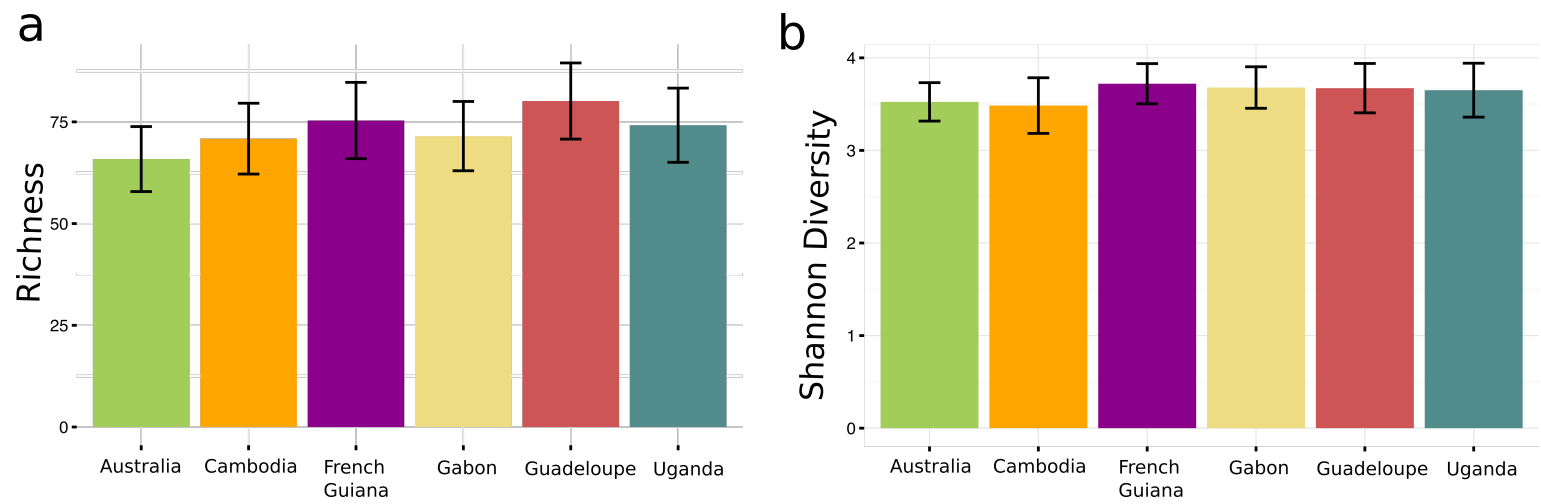 a
Richness
75
50
25
0
Australia Cambodia French Guiana Gabon Guadeloupe Uganda
b
Shannon Diversity
4
3
2
1
0
Australia Cambodia French Guiana Gabon Guadeloupe Uganda